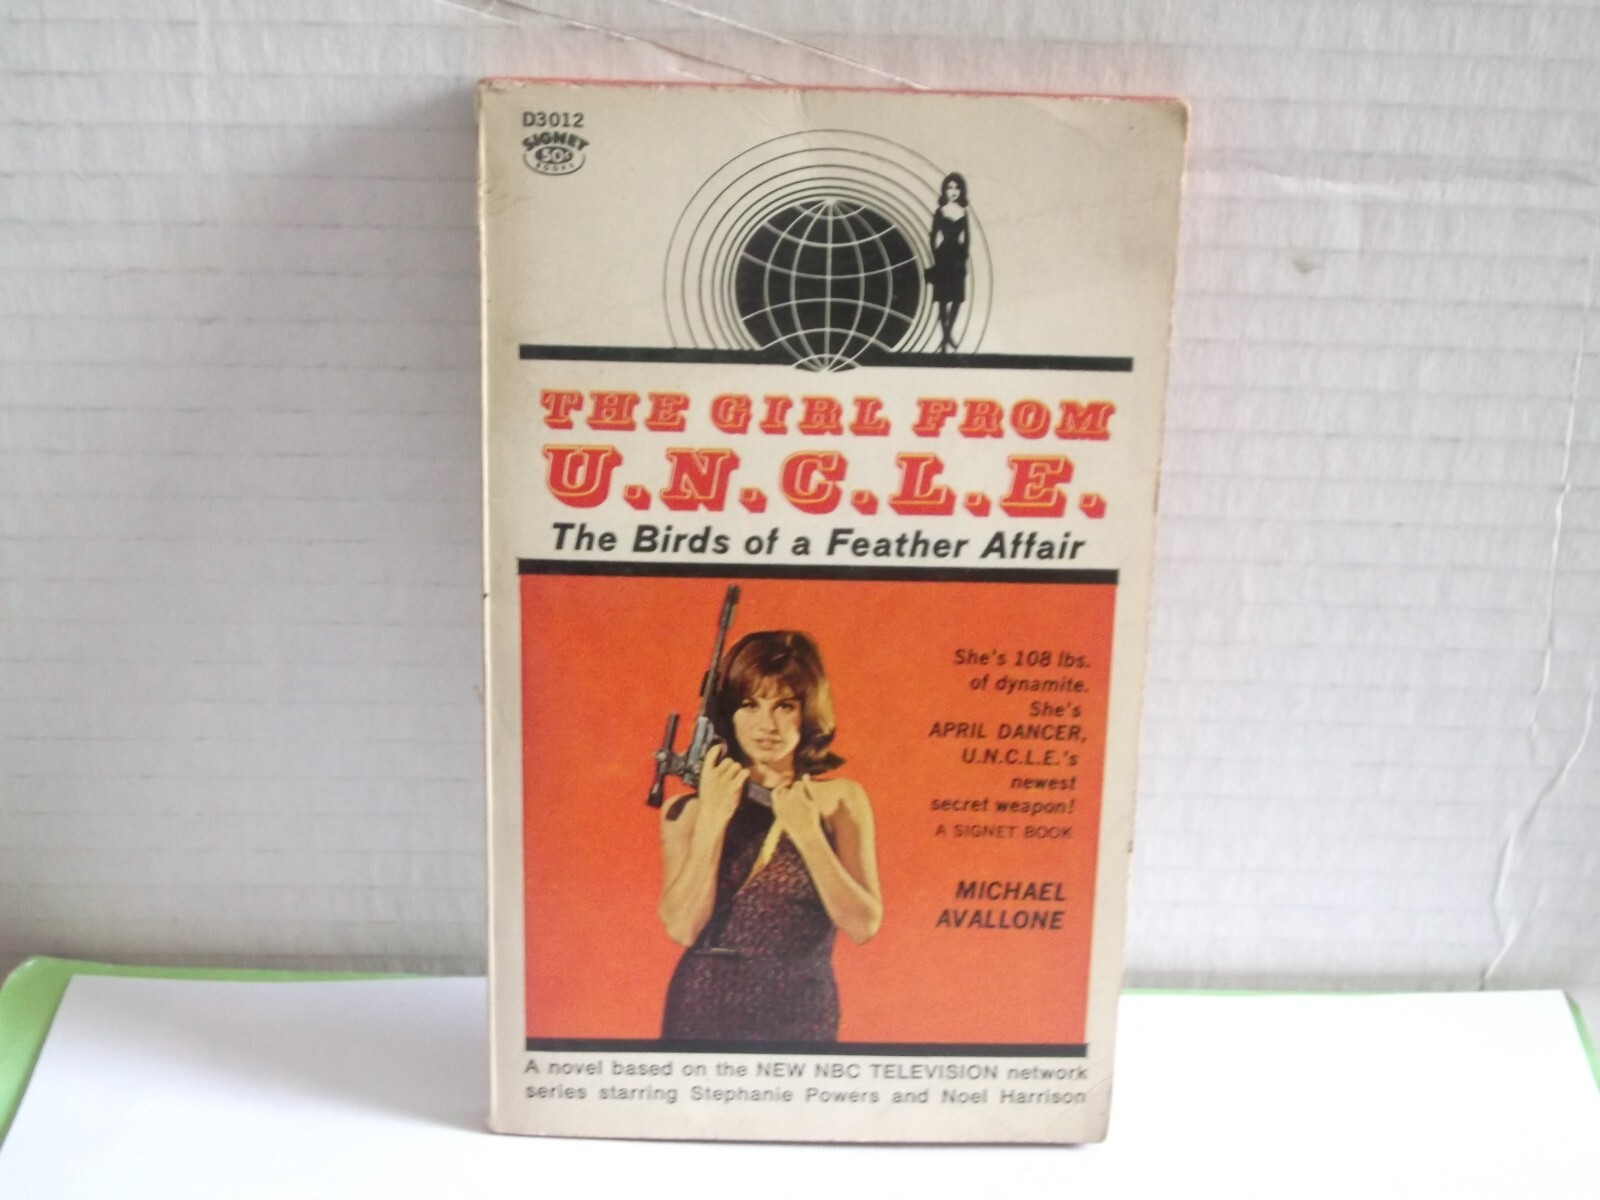 D3012
SIGNET
50¢
BOOKS
THE GIRL FROM
U.N.C.L.E.
The Birds of a Feather Affair
She's 108 lbs.
of dynamite.
She's
APRIL DANCER,
U.N.C.L.E.'s
newest
secret weapon!
A SIGNET BOOK
MICHAEL
AVALLONE
A novel based on the NEW NBC TELEVISION network
series starring Stephanie Powers and Noel Harrison